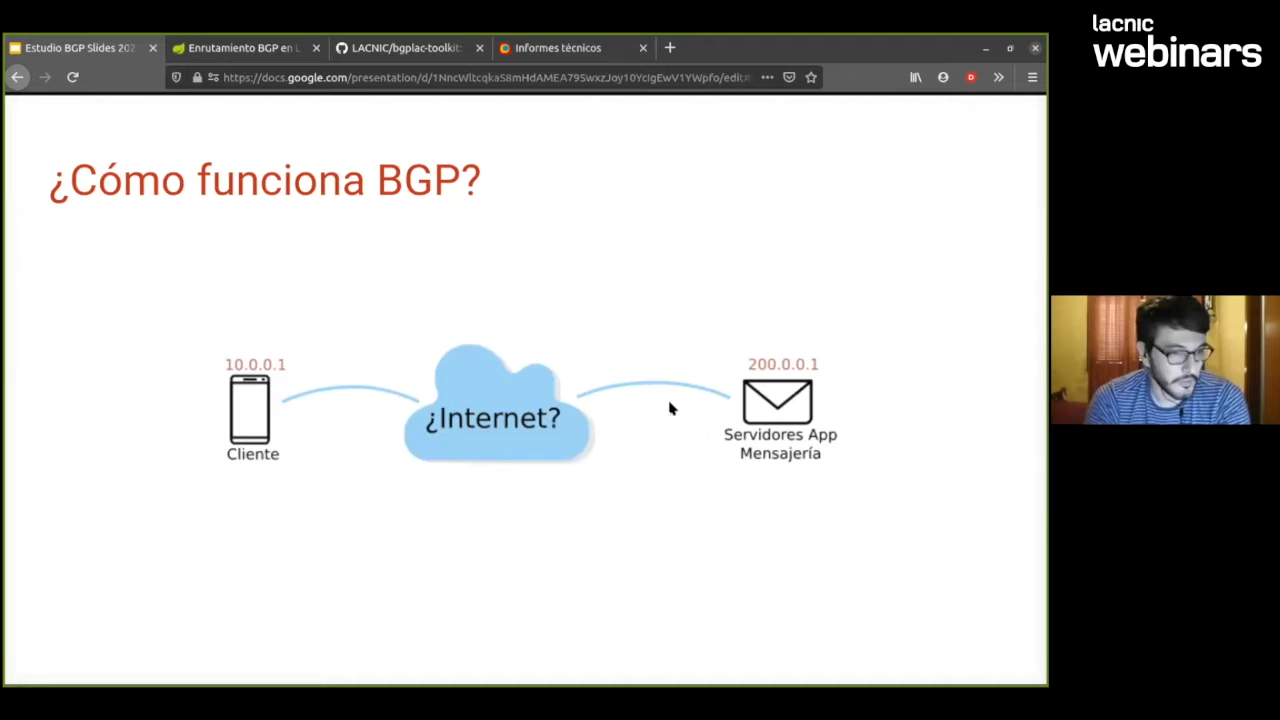 lacnic
webinars
Estudio BGP Slides 202
Enrutamiento BGP en L
LACNIC/bgplac-toolkit:
Informes técnicos
¿Cómo funciona BGP?
10.0.0.1
200.0.0.1
¿Internet?
Cliente
Servidores App
Mensajería